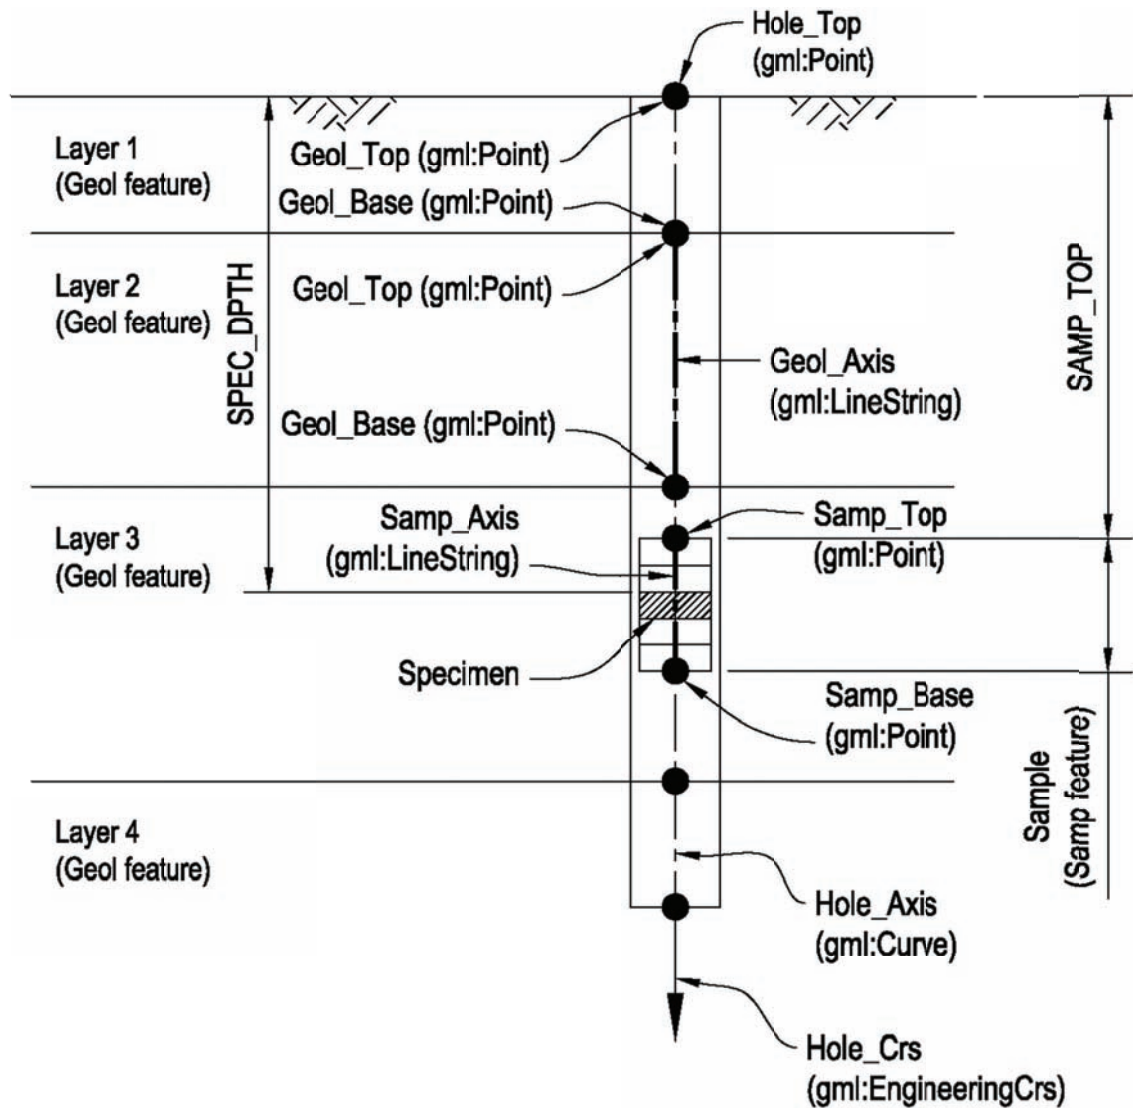 Hole_Top
(gml:Point)
Layer 1
(Geol feature)
Geol_Top (gml:Point)
Geol_Base (gml:Point)
Layer 2
(Geol feature)
Geol_Top (gml:Point)
SPEC_DPTH
SAMP_TOP
Geol_Axis
(gml:LineString)
Geol_Base (gml:Point)
Layer 3
(Geol feature)
Samp_Axis
(gml:LineString)
Samp_Top
(gml:Point)
Specimen
Samp_Base
(gml:Point)
Sample
(Samp feature)
Layer 4
(Geol feature)
Hole_Axis
(gml:Curve)
Hole_Crs
(gml:EngineeringCrs)